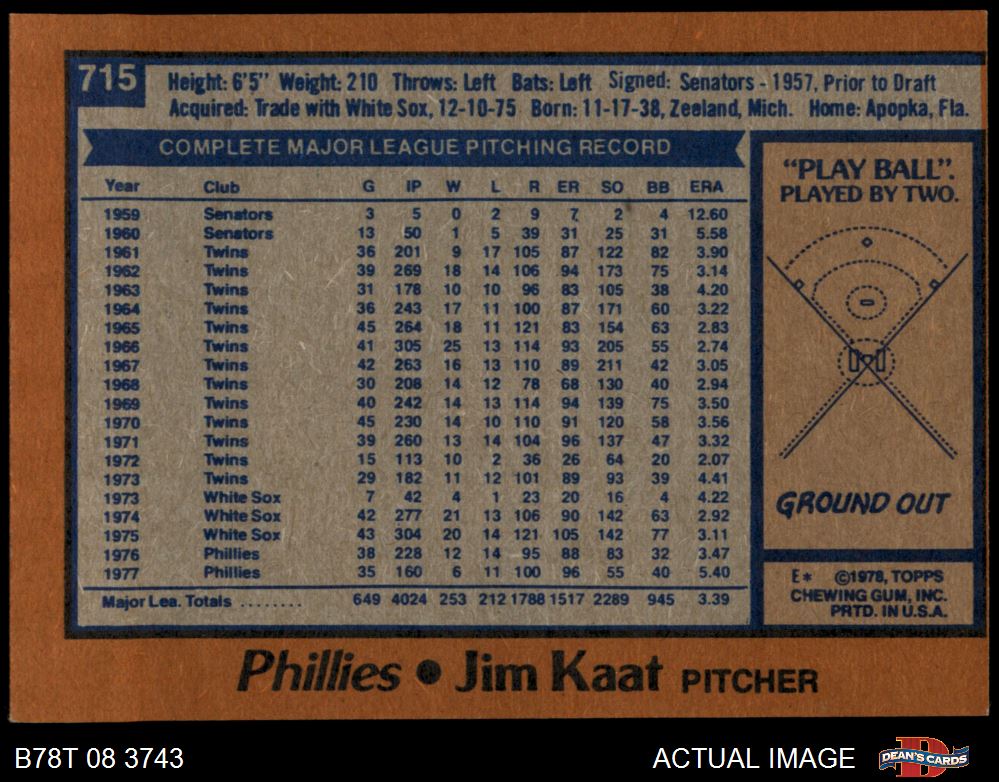 715
Height: 6'5" Weight: 210 Throws: Left Bats: Left Signed: Senators - 1957, Prior to Draft
Acquired: Trade with White Sox, 12-10-75 Born: 11-17-38, Zeeland, Mich. Home: Apopka, Fla.
COMPLETE MAJOR LEAGUE PITCHING RECORD
Year Club G IP W L R ER SO BB ERA
1959 Senators 3 5 0 2 9 7 2 4 12.60
1960 Senators 13 50 1 5 39 31 25 31 5.58
1961 Twins 36 201 9 17 105 87 122 82 3.90
1962 Twins 39 269 18 14 106 94 173 75 3.14
1963 Twins 31 178 10 10 96 83 105 38 4.20
1964 Twins 36 243 17 11 100 87 171 60 3.22
1965 Twins 45 264 18 11 121 83 154 63 2.83
1966 Twins 41 305 25 13 114 93 205 55 2.74
1967 Twins 42 263 16 13 110 89 211 42 3.05
1968 Twins 30 208 14 12 78 68 130 40 2.94
1969 Twins 40 242 14 13 114 94 139 75 3.50
1970 Twins 45 230 14 10 110 91 120 58 3.56
1971 Twins 39 260 13 14 104 96 137 47 3.32
1972 Twins 15 113 10 2 36 26 64 20 2.07
1973 Twins 29 182 11 12 101 89 93 39 4.41
1973 White Sox 7 42 4 1 23 20 16 4 4.22
1974 White Sox 42 277 21 13 106 90 142 63 2.92
1975 White Sox 43 304 20 14 121 105 142 77 3.11
1976 Phillies 38 228 12 14 95 88 83 32 3.47
1977 Phillies 35 160 6 11 100 96 55 40 5.40
Major Lea. Totals ........ 649 4024 253 212 1788 1517 2289 945 3.39
"PLAY BALL".
PLAYED BY TWO.
GROUND OUT
E* ©1978, TOPPS
CHEWING GUM, INC.
PRTD. IN U.S.A.
Phillies • Jim Kaat PITCHER
B78T 08 3743
ACTUAL IMAGE
D
DEAN'S CARDS